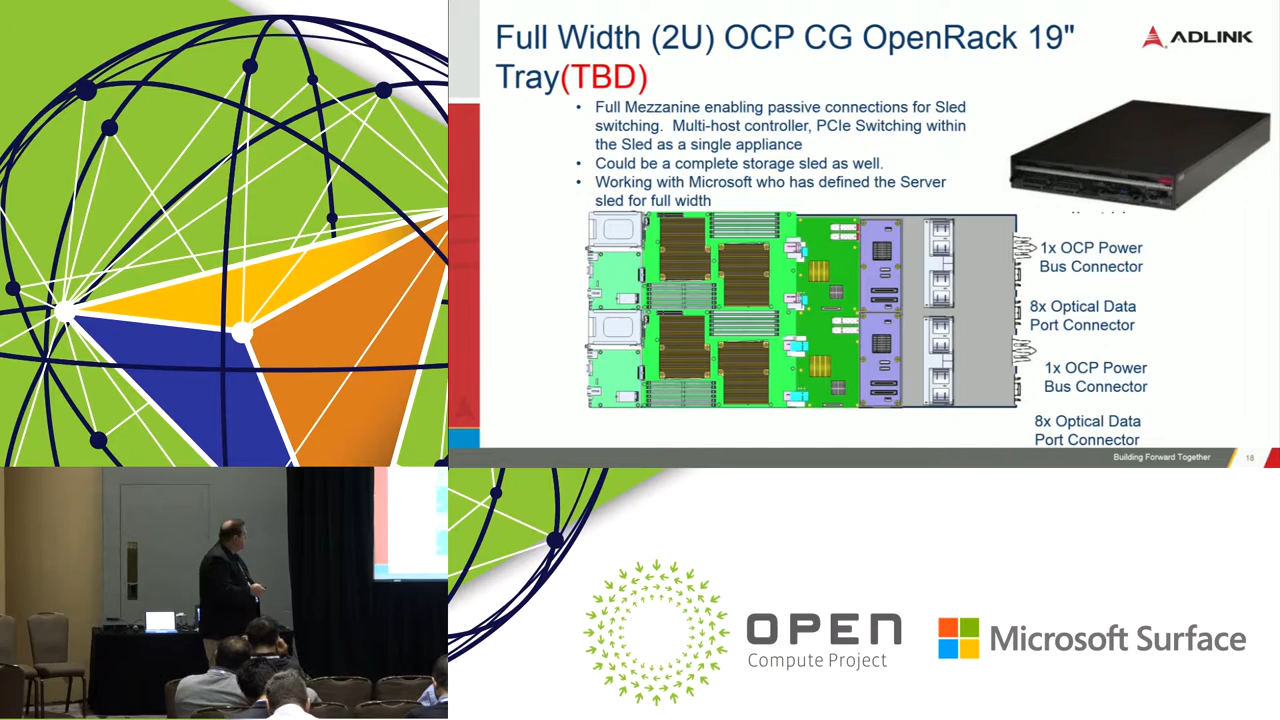 Full Width (2U) OCP CG OpenRack 19"
Tray(TBD)
ADLINK
• Full Mezzanine enabling passive connections for Sled
switching. Multi-host controller, PCIe Switching within
the Sled as a single appliance
• Could be a complete storage sled as well.
• Working with Microsoft who has defined the Server
sled for full width
1x OCP Power
Bus Connector
8x Optical Data
Port Connector
1x OCP Power
Bus Connector
8x Optical Data
Port Connector
Building Forward Together
18
OPEN
Compute Project
Microsoft Surface